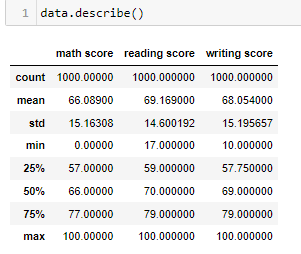 1 data.describe()
math score reading score writing score
count 1000.00000 1000.000000 1000.000000
mean 66.08900 69.169000 68.054000
std 15.16308 14.600192 15.195657
min 0.00000 17.000000 10.000000
25% 57.00000 59.000000 57.750000
50% 66.00000 70.000000 69.000000
75% 77.00000 79.000000 79.000000
max 100.00000 100.000000 100.000000